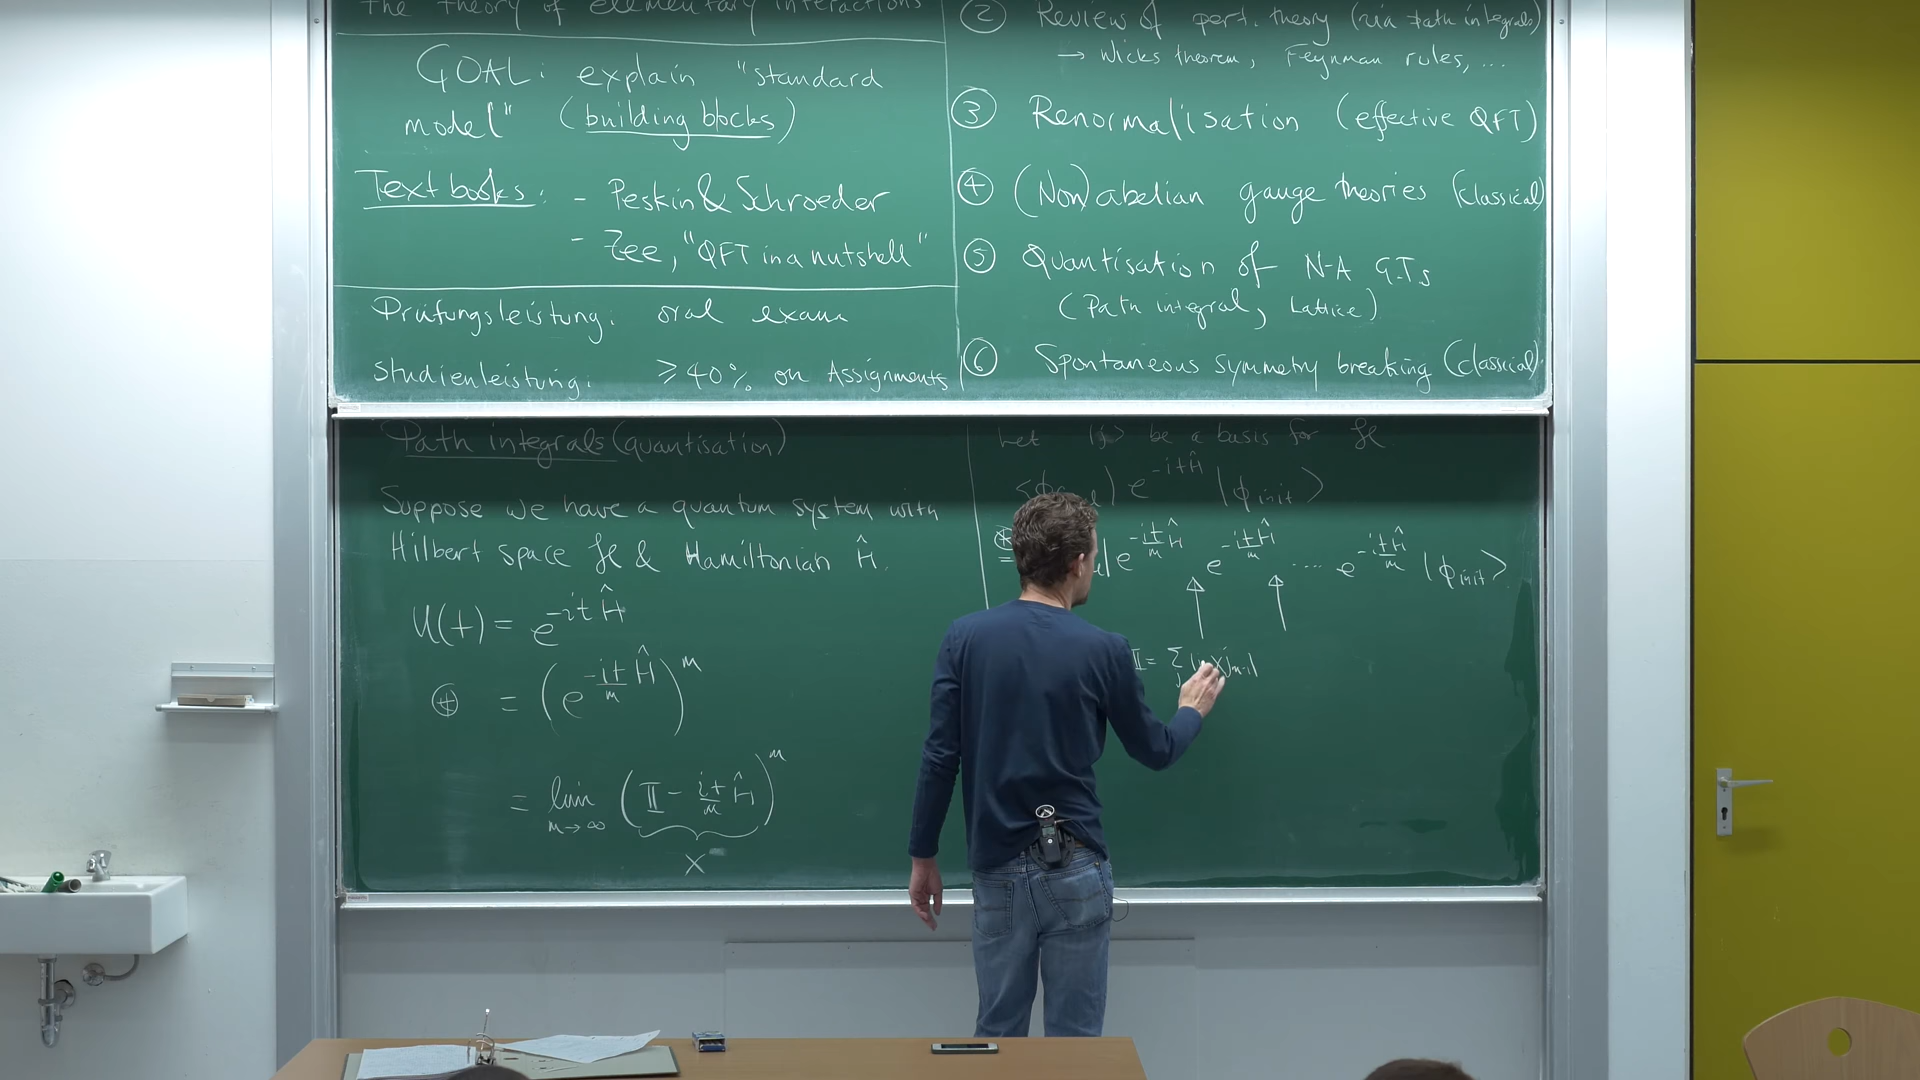 the theory of elementary interactions
GOAL: explain "standard
model" (building blocks)
Textbooks: - Peskin & Schroeder
- Zee, "QFT in a nutshell"
Prüfungsleistung: oral exam
Studienleistung: ≥40% on Assignments
② Review of pert. theory (via path integrals)
→ Wicks theorem, Feynman rules, ...
③ Renormalisation (effective QFT)
④ (Non)abelian gauge theories (classical)
⑤ Quantisation of N-A G.Ts
(Path integral, Lattice)
⑥ Spontaneous symmetry breaking (classical)
Path integrals (quantisation)
Suppose we have a quantum system with
Hilbert space ℋ & Hamiltonian Ĥ.
U(t) = e^{-itĤ}
⊕ = (e^{-it/m Ĥ})^m
= lim_{m→∞} (𝕀 - it/m Ĥ)^m
X
Let |j> be a basis for ℋ
e^{-itĤ} |ϕinit>
= e^{-it/m Ĥ} e^{-it/m Ĥ} .... e^{-it/m Ĥ} |ϕinit>
𝕀 = Σ